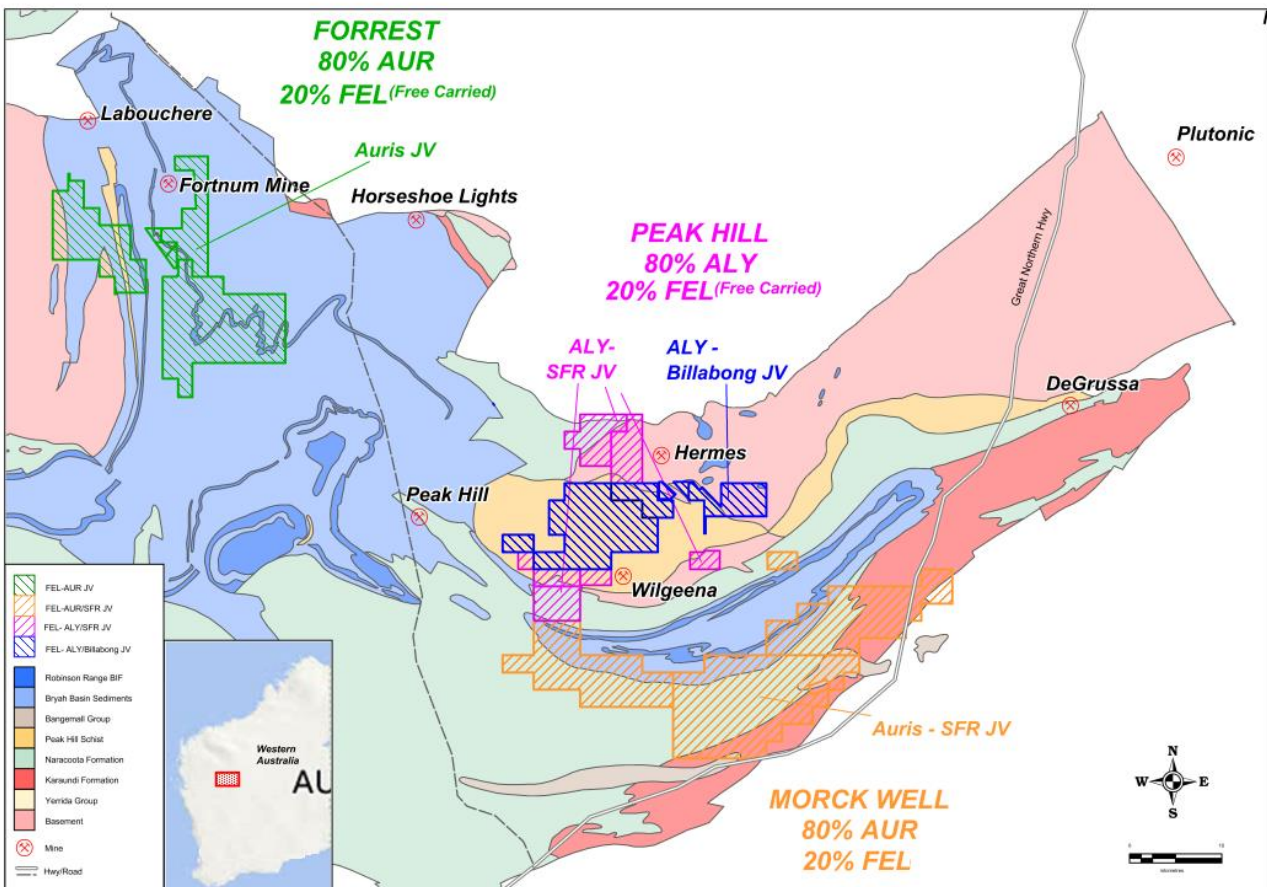 FORREST
80% AUR
20% FEL(Free Carried)
Labouchere
Auris JV
Fortnum Mine
Horseshoe Lights
Plutonic
PEAK HILL
80% ALY
20% FEL(Free Carried)
Great Northern Hwy
ALY-
SFR JV
ALY -
Billabong JV
DeGrussa
Hermes
Peak Hill
Wilgeena
Auris - SFR JV
MORCK WELL
80% AUR
20% FEL
FEL-AUR JV
FEL-AUR/SFR JV
FEL- ALY/SFR JV
FEL- ALY/Billabong JV
Robinson Range BIF
Bryah Basin Sediments
Bangemall Group
Peak Hill Schist
Naracoota Formation
Karaundi Formation
Yerrida Group
Basement
Mine
Hwy/Road
Western
Australia
AU
N
W
E
S
0
10
kilometres